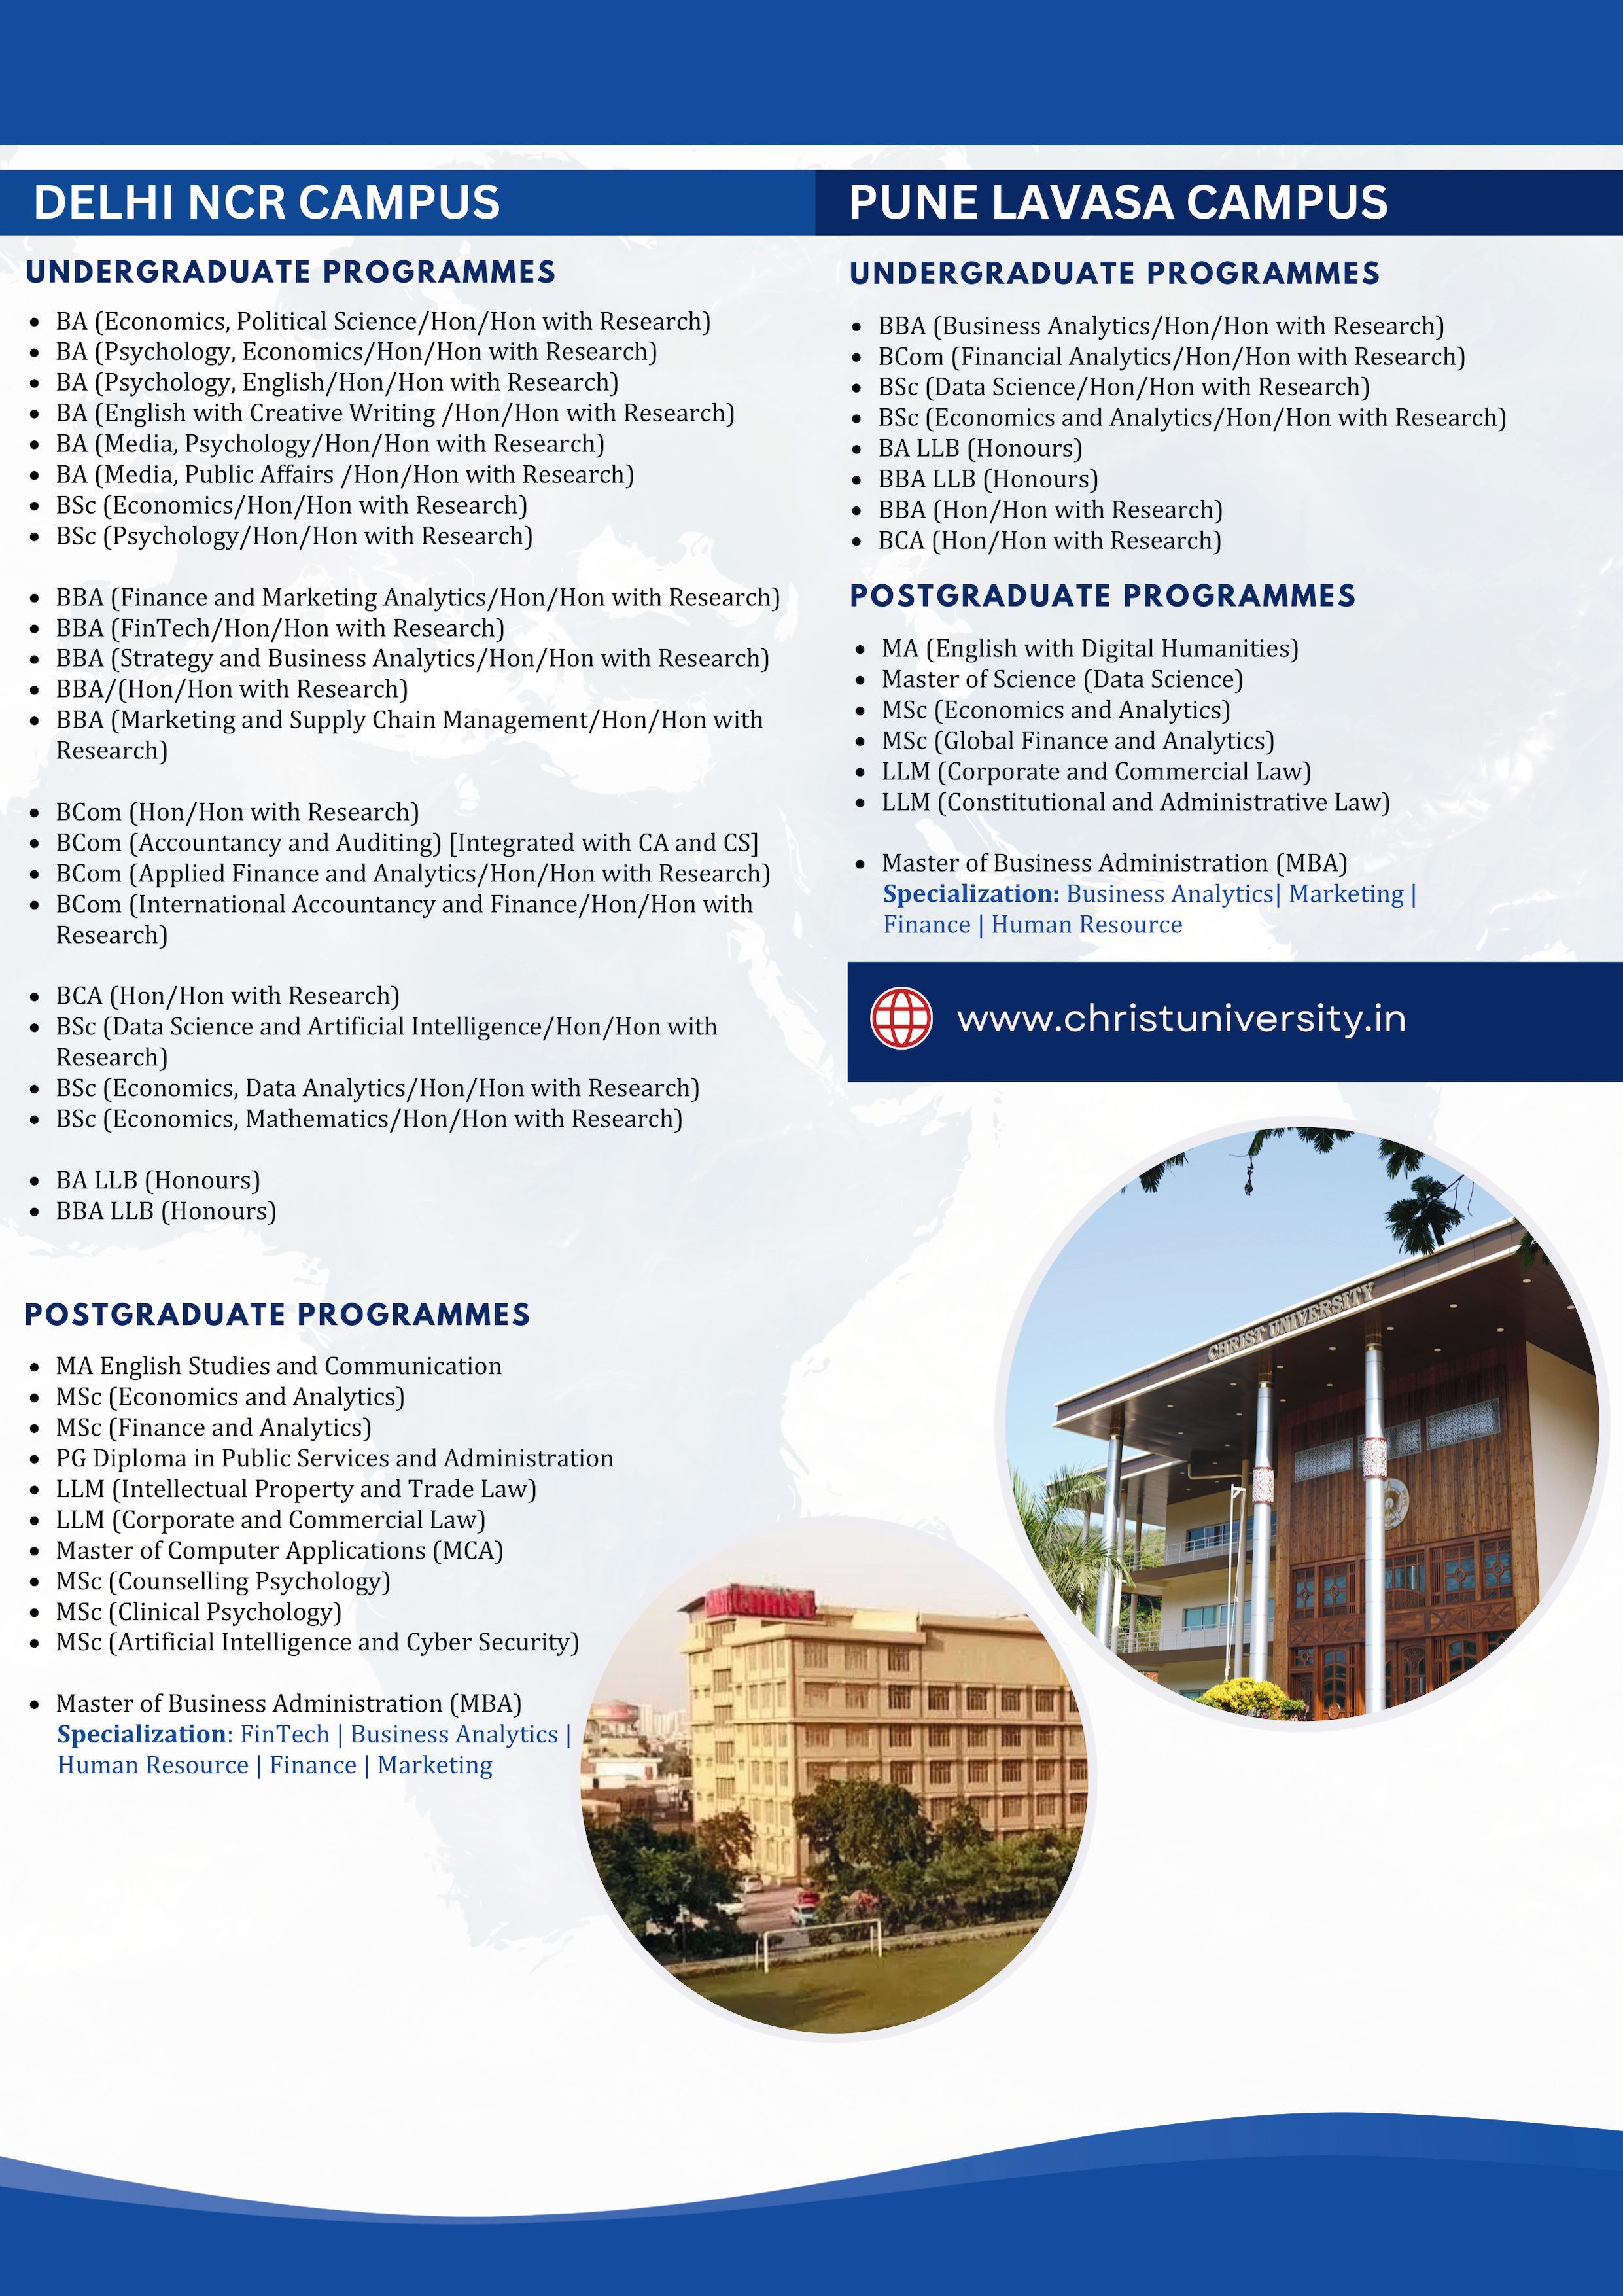 DELHI NCR CAMPUS
UNDERGRADUATE PROGRAMMES
• BA (Economics, Political Science/Hon/Hon with Research)
• BA (Psychology, Economics/Hon/Hon with Research)
• BA (Psychology, English/Hon/Hon with Research)
• BA (English with Creative Writing /Hon/Hon with Research)
• BA (Media, Psychology/Hon/Hon with Research)
• BA (Media, Public Affairs /Hon/Hon with Research)
• BSc (Economics/Hon/Hon with Research)
• BSc (Psychology/Hon/Hon with Research)
• BBA (Finance and Marketing Analytics/Hon/Hon with Research)
• BBA (FinTech/Hon/Hon with Research)
• BBA (Strategy and Business Analytics/Hon/Hon with Research)
• BBA/(Hon/Hon with Research)
• BBA (Marketing and Supply Chain Management/Hon/Hon with
Research)
• BCom (Hon/Hon with Research)
• BCom (Accountancy and Auditing) [Integrated with CA and CS]
• BCom (Applied Finance and Analytics/Hon/Hon with Research)
• BCom (International Accountancy and Finance/Hon/Hon with
Research)
• BCA (Hon/Hon with Research)
• BSc (Data Science and Artificial Intelligence/Hon/Hon with
Research)
• BSc (Economics, Data Analytics/Hon/Hon with Research)
• BSc (Economics, Mathematics/Hon/Hon with Research)
• BA LLB (Honours)
• BBA LLB (Honours)
POSTGRADUATE PROGRAMMES
• MA English Studies and Communication
• MSc (Economics and Analytics)
• MSc (Finance and Analytics)
• PG Diploma in Public Services and Administration
• LLM (Intellectual Property and Trade Law)
• LLM (Corporate and Commercial Law)
• Master of Computer Applications (MCA)
• MSc (Counselling Psychology)
• MSc (Clinical Psychology)
• MSc (Artificial Intelligence and Cyber Security)
• Master of Business Administration (MBA)
Specialization: FinTech | Business Analytics |
Human Resource | Finance | Marketing
PUNE LAVASA CAMPUS
UNDERGRADUATE PROGRAMMES
• BBA (Business Analytics/Hon/Hon with Research)
• BCom (Financial Analytics/Hon/Hon with Research)
• BSc (Data Science/Hon/Hon with Research)
• BSc (Economics and Analytics/Hon/Hon with Research)
• BA LLB (Honours)
• BBA LLB (Honours)
• BBA (Hon/Hon with Research)
• BCA (Hon/Hon with Research)
POSTGRADUATE PROGRAMMES
• MA (English with Digital Humanities)
• Master of Science (Data Science)
• MSc (Economics and Analytics)
• MSc (Global Finance and Analytics)
• LLM (Corporate and Commercial Law)
• LLM (Constitutional and Administrative Law)
• Master of Business Administration (MBA)
Specialization: Business Analytics| Marketing |
Finance | Human Resource
www.christuniversity.in
CHRIST UNIVERSITY
CHRIST